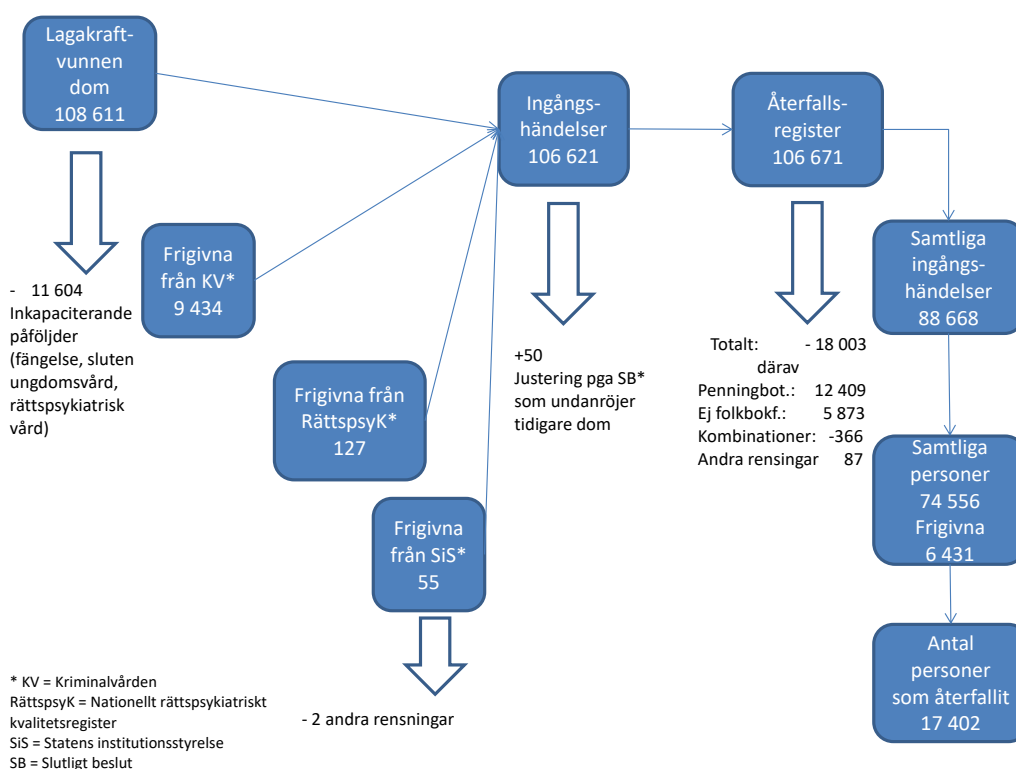 Lagakraft-
vunnen
dom
108 611
Ingångs-
händelser
106 621
Återfalls-
register
106 671
Frigivna
från KV*
9 434
Samtliga
ingångs-
händelser
88 668
- 11 604
Inkapaciterande
påföljder
(fängelse, sluten
ungdomsvård,
rättspsykiatrisk
vård)
+50
Justering pga SB*
som undanröjer
tidigare dom
Totalt: - 18 003
därav
Penningbot.: 12 409
Ej folkbokf.: 5 873
Kombinationer: -366
Andra rensingar 87
Frigivna från
RättspsyK*
127
Samtliga
personer
74 556
Frigivna
6 431
Frigivna
från SiS*
55
Antal
personer
som återfallit
17 402
- 2 andra rensningar
* KV = Kriminalvården
RättspsyK = Nationellt rättspsykiatriskt
kvalitetsregister
SiS = Statens institutionsstyrelse
SB = Slutligt beslut